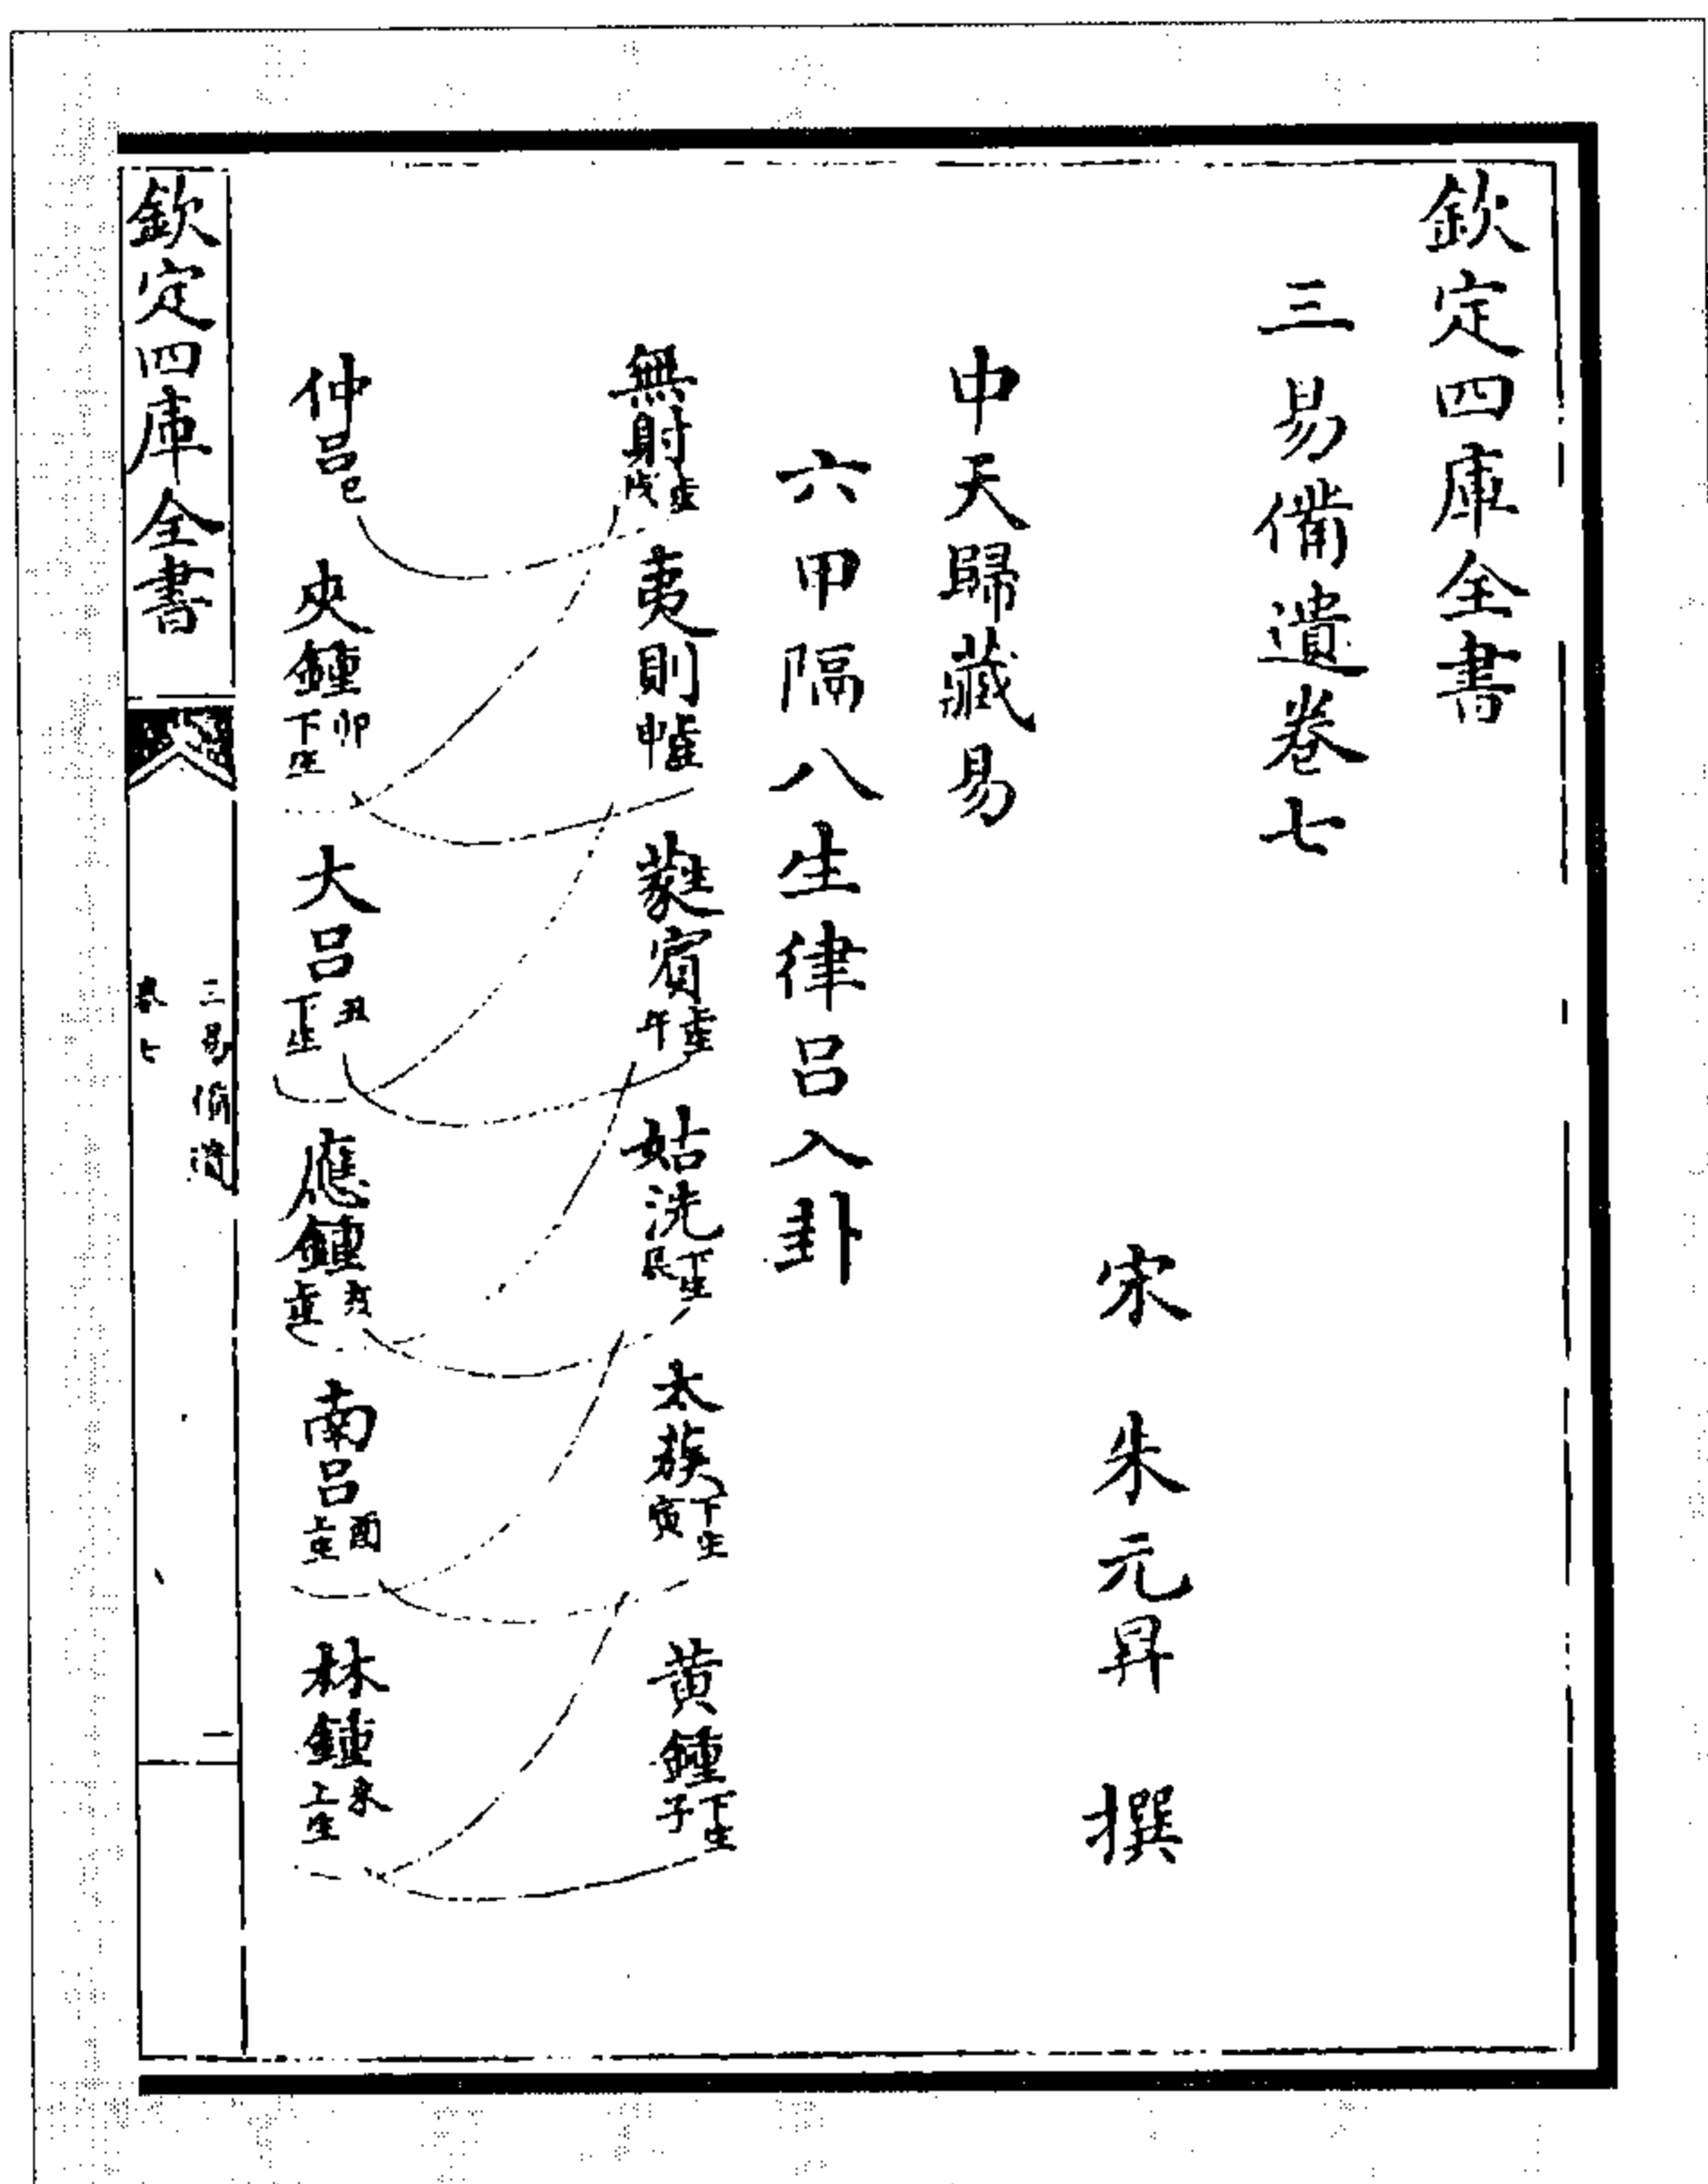 欽定四庫全書
三易備遺卷七
宋 朱元昇 撰
中天歸藏易
六甲隔八生律呂入卦
無射上生戌 夷則上生申 蕤賓上生午 姑洗下生辰 太蔟下生寅 黃鍾下生子
仲呂巳 夾鍾卯下生 大呂丑下生 應鍾亥上生 南呂酉上生 林鍾未上生
欽定四庫全書
三易備遺
卷七
一